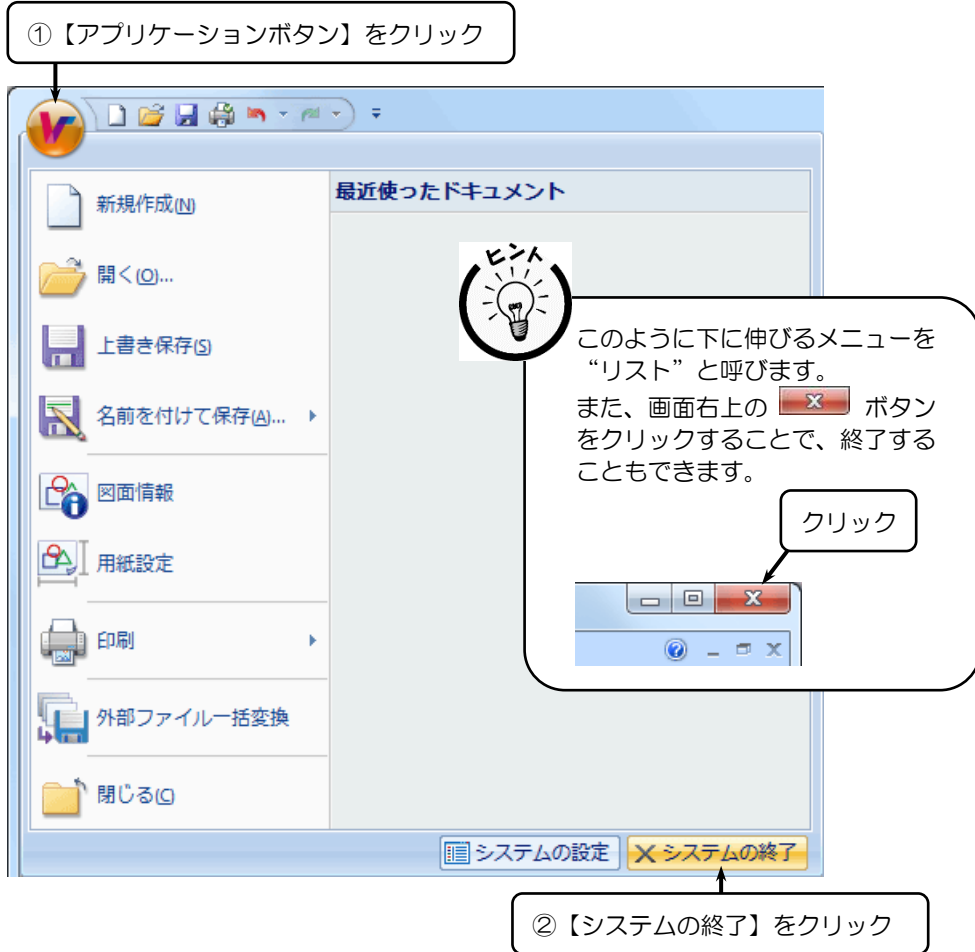 ①【アプリケーションボタン】をクリック
新規作成(N)
最近使ったドキュメント
開く(O)...
上書き保存(S)
名前を付けて保存(A)...
図面情報
用紙設定
印刷
外部ファイル一括変換
閉じる(C)
ヒント
このように下に伸びるメニューを
“リスト”と呼びます。
また、画面右上の ボタン
をクリックすることで、終了する
こともできます。
クリック
システムの設定
システムの終了
②【システムの終了】をクリック